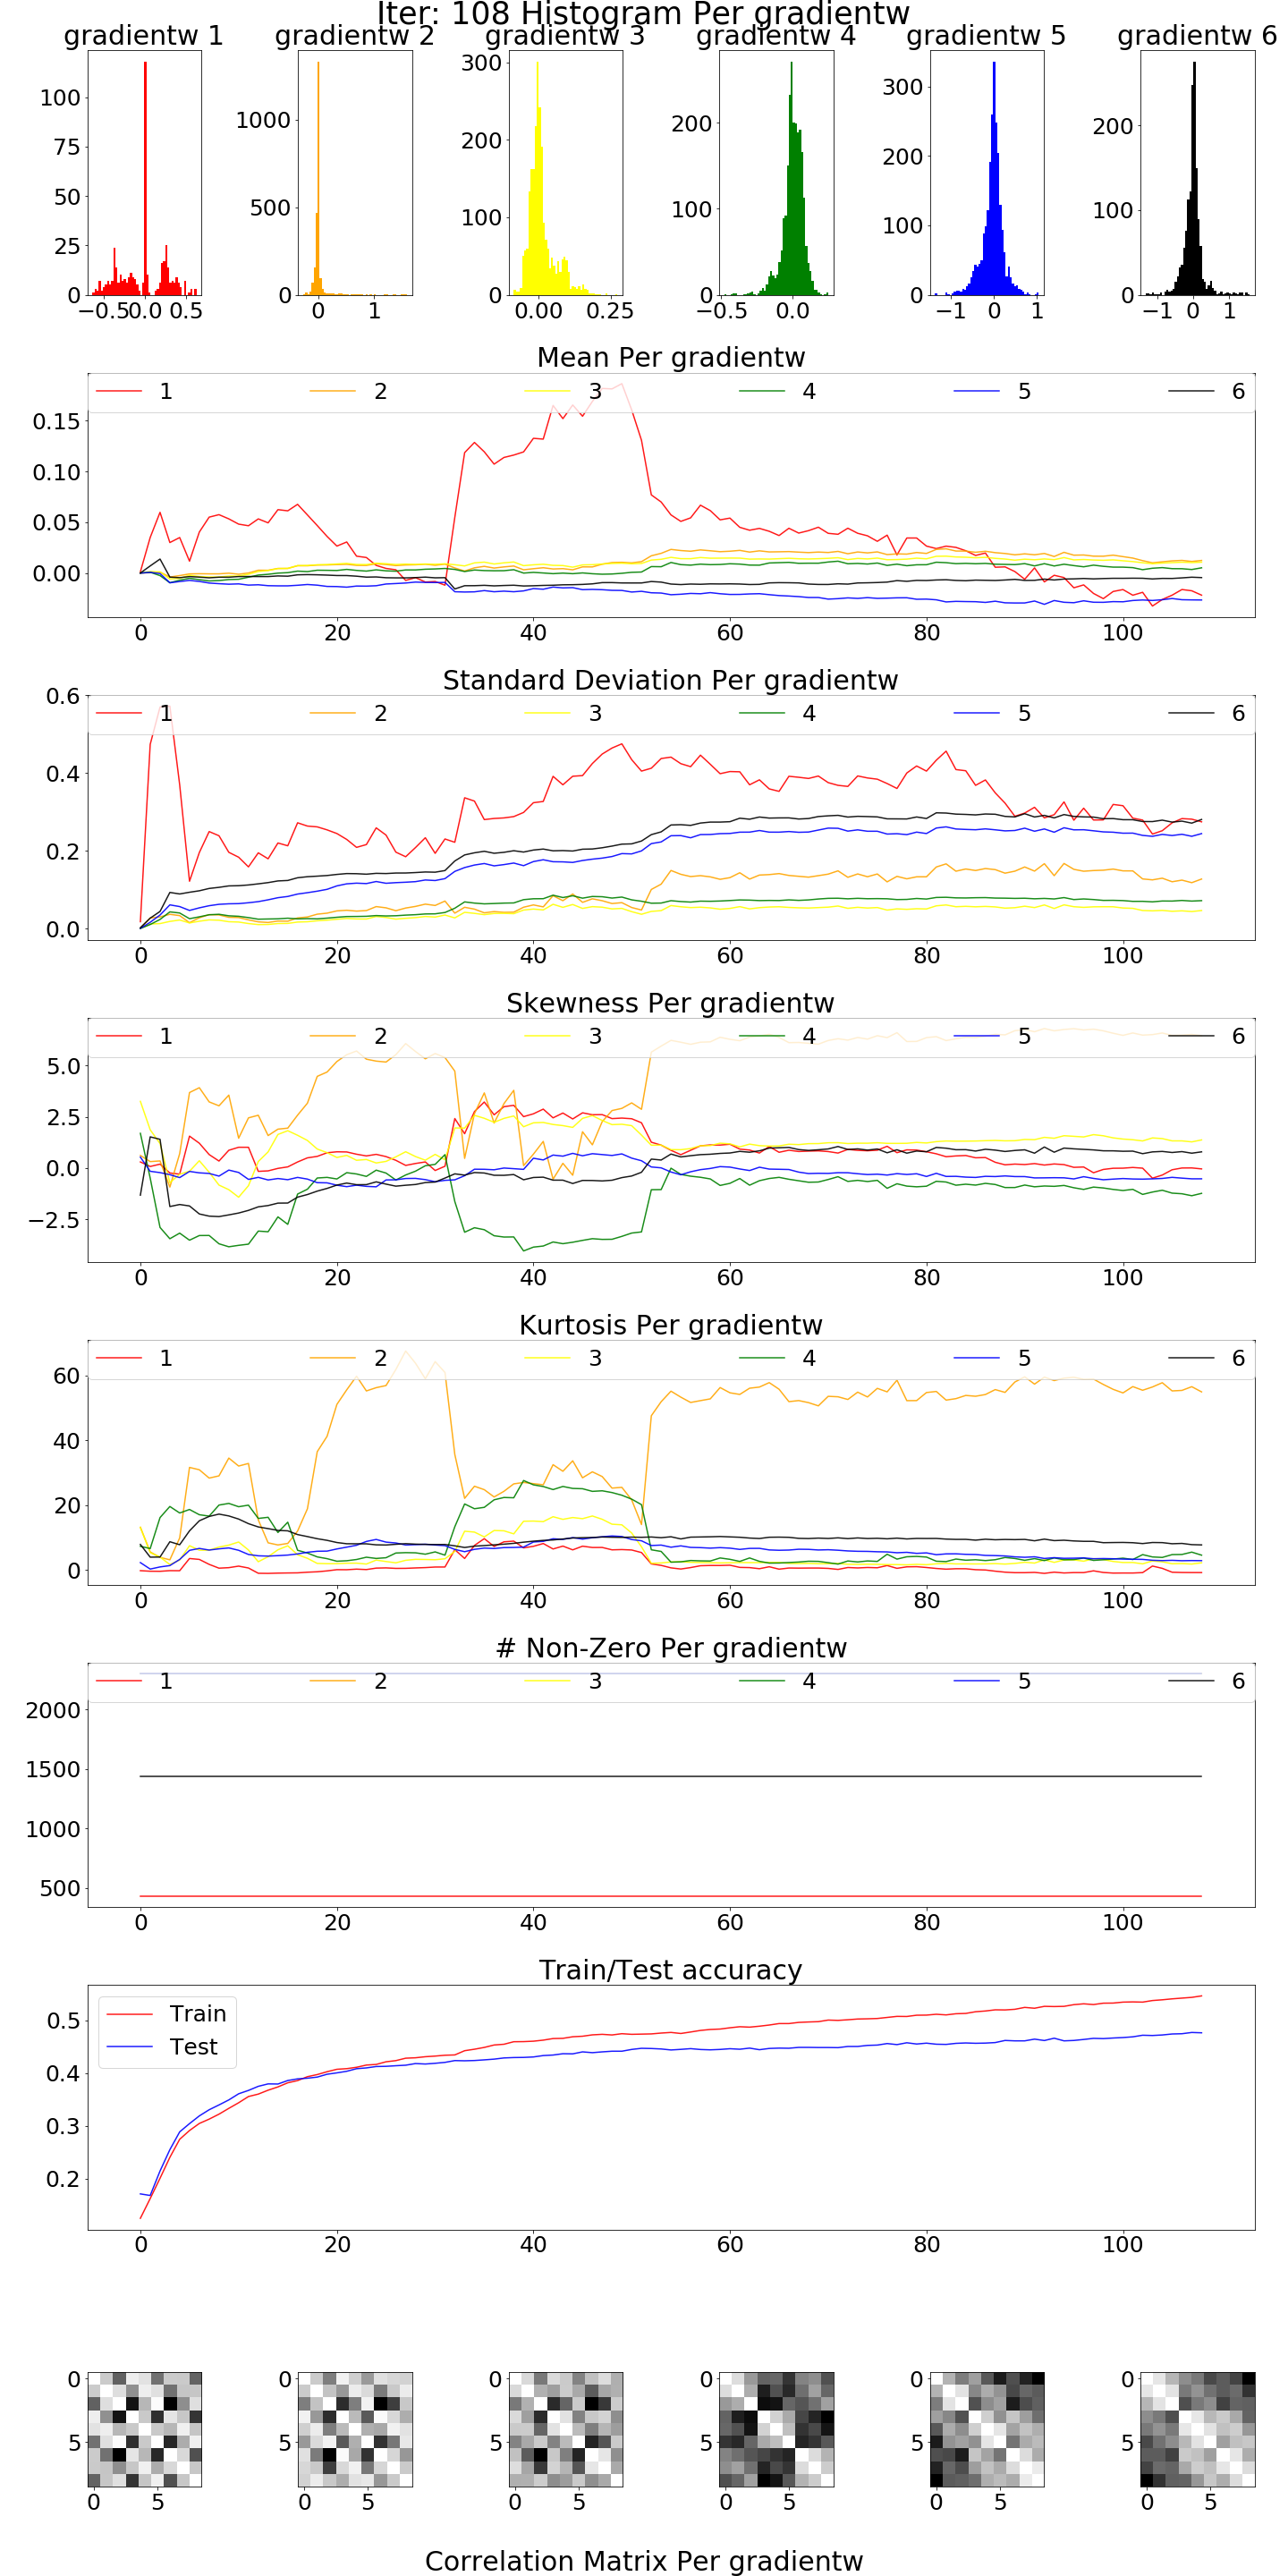 Iter: 108 Histogram Per gradientw
gradientw 1 gradientw 2 gradientw 3 gradientw 4 gradientw 5 gradientw 6
100 75 50 25 0
−0.5 0.0 0.5
1000 500 0
0 1
300 200 100 0
0.00 0.25
200 100 0
−0.5 0.0
300 200 100 0
−1 0 1
200 100 0
−1 0 1
Mean Per gradientw
1 2 3 4 5 6
0.15
0.10
0.05
0.00
0 20 40 60 80 100
Standard Deviation Per gradientw
0.6
1 2 3 4 5 6
0.4
0.2
0.0
0 20 40 60 80 100
Skewness Per gradientw
1 2 3 4 5 6
5.0
2.5
0.0
−2.5
0 20 40 60 80 100
Kurtosis Per gradientw
1 2 3 4 5 6
60
40
20
0
0 20 40 60 80 100
# Non-Zero Per gradientw
1 2 3 4 5 6
2000
1500
1000
500
0 20 40 60 80 100
Train/Test accuracy
Train
Test
0.5
0.4
0.3
0.2
0 20 40 60 80 100
0 0 0 0 0 0
5 5 5 5 5 5
0 5 0 5 0 5 0 5 0 5 0 5
Correlation Matrix Per gradientw